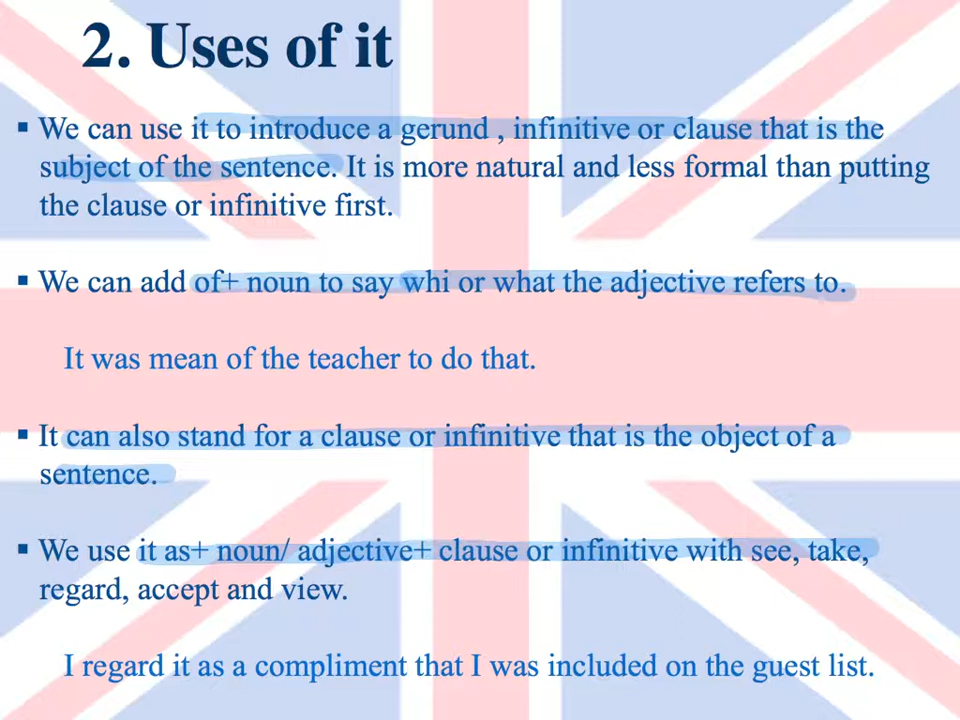 2. Uses of it
▪ We can use it to introduce a gerund , infinitive or clause that is the
subject of the sentence. It is more natural and less formal than putting
the clause or infinitive first.
▪ We can add of+ noun to say whi or what the adjective refers to.
It was mean of the teacher to do that.
▪ It can also stand for a clause or infinitive that is the object of a
sentence.
▪ We use it as+ noun/ adjective+ clause or infinitive with see, take,
regard, accept and view.
I regard it as a compliment that I was included on the guest list.